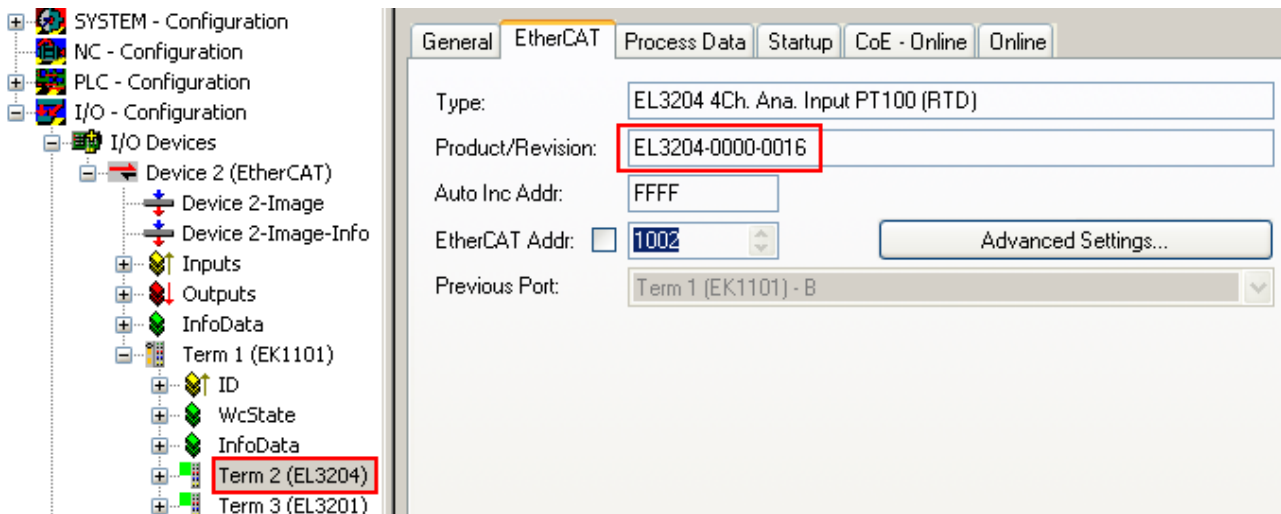 SYSTEM - Configuration
NC - Configuration
PLC - Configuration
I/O - Configuration
I/O Devices
Device 2 (EtherCAT)
Device 2-Image
Device 2-Image-Info
Inputs
Outputs
InfoData
Term 1 (EK1101)
ID
WcState
InfoData
Term 2 (EL3204)
Term 3 (EL3201)
General EtherCAT Process Data Startup CoE - Online Online
Type: EL3204 4Ch. Ana. Input PT100 (RTD)
Product/Revision: EL3204-0000-0016
Auto Inc Addr: FFFF
EtherCAT Addr: 1002 Advanced Settings...
Previous Port: Term 1 (EK1101) - B